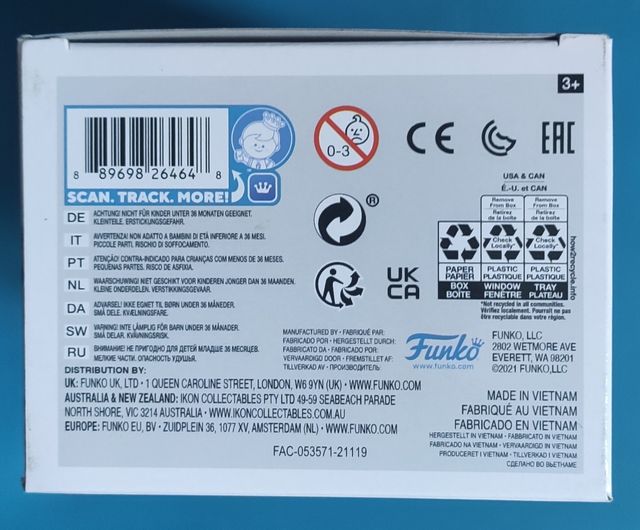 3+
8 89698 26464 8
SCAN. TRACK. MORE!
0-3
CE
EAC
®
UK
CA
USA & CAN
É.-U. et CAN
Remove From Box
Retirez de la boîte
Remove From Box
Retirez de la boîte
Check Locally*
Check Locally*
PAPER
PAPIER
PLASTIC
PLASTIQUE
PLASTIC
PLASTIQUE
BOX
BOÎTE
WINDOW
FENÊTRE
TRAY
PLATEAU
*Not recycled in all communities.
Vérifiez localement.
Pourrait ne pas être recyclé.
how2recycle.info
DE ACHTUNG! NICHT FÜR KINDER UNTER 36 MONATEN GEEIGNET. KLEINTEILE. ERSTICKUNGSGEFAHR.
IT AVVERTENZA! NON ADATTO A BAMBINI DI ETÀ INFERIORE A 36 MESI. PICCOLE PARTI. RISCHIO DI SOFFOCAMENTO.
PT ATENÇÃO! CONTRA-INDICADO PARA CRIANÇAS COM MENOS DE 36 MESES. PEQUENAS PARTES. RISCO DE ASFIXIA.
NL WAARSCHUWING! NIET GESCHIKT VOOR KINDEREN JONGER DAN 36 MAANDEN. KLEINE ONDERDELEN. VERSTIKKINGSGEVAAR.
DA ADVARSEL! IKKE EGNET TIL BØRN UNDER 36 MÅNEDER. SMÅ DELE. KVÆLNINGSFARE.
SW VARNING! INTE LÄMPLIG FÖR BARN UNDER 36 MÅNADER. SMÅ DELAR. KVÄVNINGSRISK.
RU ВНИМАНИЕ! НЕ ПРИГОДНО ДЛЯ ДЕТЕЙ МЛАДШЕ 36 МЕСЯЦЕВ. МЕЛКИЕ ЧАСТИ. ОПАСНОСТЬ УДУШЬЯ.
MANUFACTURED BY • FABRIQUÉ PAR:
FABRICADO POR • HERGESTELLT DURCH:
FABRICATO DA • FABRICADO POR:
VERVAARDIGD DOOR • FREMSTILLET AF:
TILLVERKAD AV • ПРОИЗВОДИТЕЛЬ:
Funko
www.funko.com
FUNKO, LLC
2802 WETMORE AVE
EVERETT, WA 98201
©2021 FUNKO,LLC
DISTRIBUTION BY:
UK: FUNKO UK, LTD • 1 QUEEN CAROLINE STREET, LONDON, W6 9YN (UK) • WWW.FUNKO.COM
AUSTRALIA & NEW ZEALAND: IKON COLLECTABLES PTY LTD 49-59 SEABEACH PARADE
NORTH SHORE, VIC 3214 AUSTRALIA • WWW.IKONCOLLECTABLES.COM.AU
EUROPE: FUNKO EU, BV • ZUIDPLEIN 36, 1077 XV, AMSTERDAM (NL) • WWW.FUNKO.COM
MADE IN VIETNAM
FABRIQUÉ AU VIETNAM
FABRICADO EN VIETNAM
HERGESTELLT IN VIETNAM • FABBRICATO IN VIETNAM
FABRICADO NA VIETNAM • VERVAARDIGD IN VIETNAM
PRODUCERET I VIETNAM • TILLVERKAD I VIETNAM
СДЕЛАНО ВО ВЬЕТНАМЕ
FAC-053571-21119